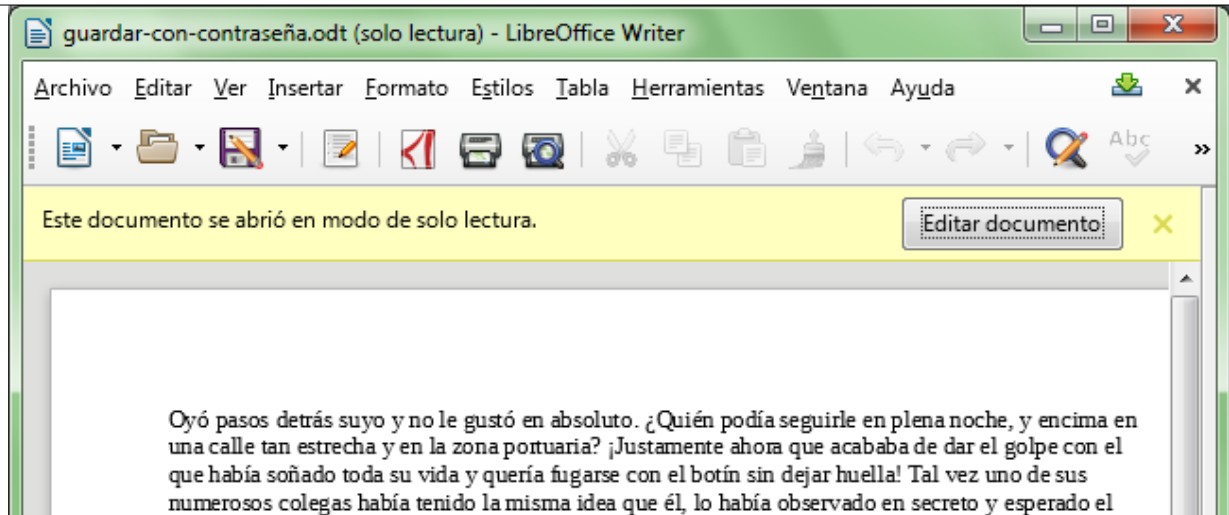 guardar-con-contraseña.odt (solo lectura) - LibreOffice Writer
Archivo Editar Ver Insertar Formato Estilos Tabla Herramientas Ventana Ayuda
Abc
Este documento se abrió en modo de solo lectura.
Editar documento
Oyó pasos detrás suyo y no le gustó en absoluto. ¿Quién podía seguirle en plena noche, y encima en
una calle tan estrecha y en la zona portuaria? ¡Justamente ahora que acababa de dar el golpe con el
que había soñado toda su vida y quería fugarse con el botín sin dejar huella! Tal vez uno de sus
numerosos colegas había tenido la misma idea que él, lo había observado en secreto y esperado el